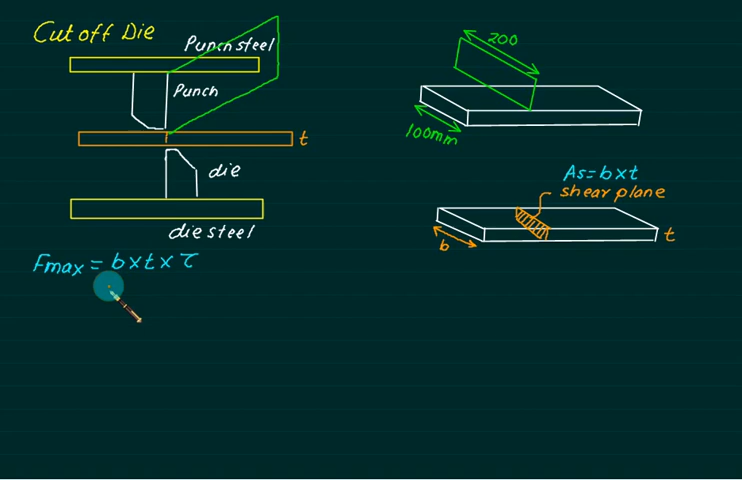 Cut off Die
Punch steel
Punch
t
die
die steel
Fmax = b×t× τ
200
100mm
As= b×t
shear plane
b
t